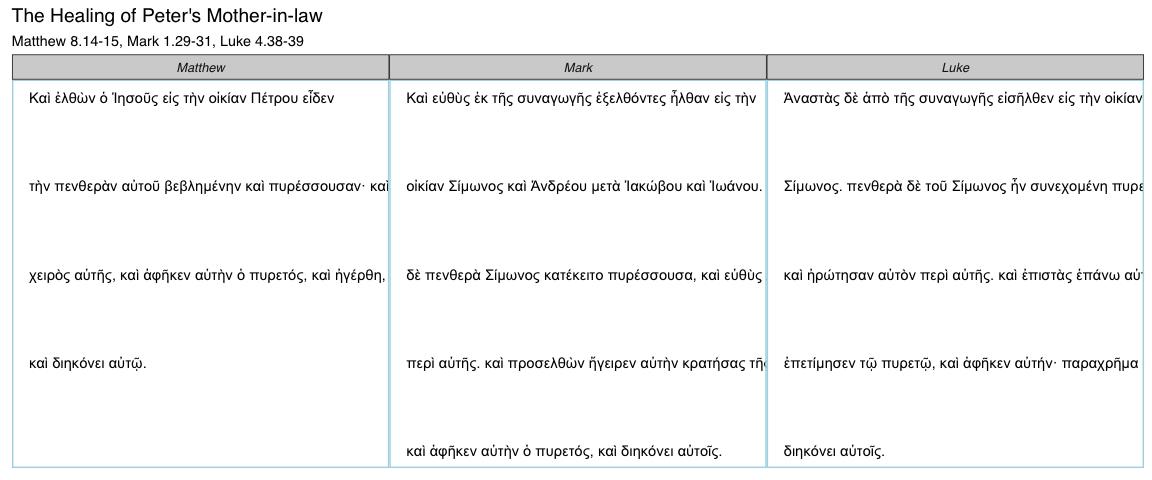 The Healing of Peter's Mother-in-law
Matthew 8.14-15, Mark 1.29-31, Luke 4.38-39
Matthew
Καὶ ἐλθὼν ὁ Ἰησοῦς εἰς τὴν οἰκίαν Πέτρου εἶδεν
τὴν πενθερὰν αὐτοῦ βεβλημένην καὶ πυρέσσουσαν· καὶ
χειρὸς αὐτῆς, καὶ ἀφῆκεν αὐτὴν ὁ πυρετός, καὶ ἠγέρθη,
καὶ διηκόνει αὐτῷ.
Mark
Καὶ εὐθὺς ἐκ τῆς συναγωγῆς ἐξελθόντες ἦλθαν εἰς τὴν
οἰκίαν Σίμωνος καὶ Ἀνδρέου μετὰ Ἰακώβου καὶ Ἰωάνου.
δὲ πενθερὰ Σίμωνος κατέκειτο πυρέσσουσα, καὶ εὐθὺς
περὶ αὐτῆς. καὶ προσελθὼν ἤγειρεν αὐτὴν κρατήσας τῆς
καὶ ἀφῆκεν αὐτὴν ὁ πυρετός, καὶ διηκόνει αὐτοῖς.
Luke
Ἀναστὰς δὲ ἀπὸ τῆς συναγωγῆς εἰσῆλθεν εἰς τὴν οἰκίαν
Σίμωνος. πενθερὰ δὲ τοῦ Σίμωνος ἦν συνεχομένη πυρε
καὶ ἠρώτησαν αὐτὸν περὶ αὐτῆς. καὶ ἐπιστὰς ἐπάνω αὐτ
ἐπετίμησεν τῷ πυρετῷ, καὶ ἀφῆκεν αὐτήν· παραχρῆμα
διηκόνει αὐτοῖς.